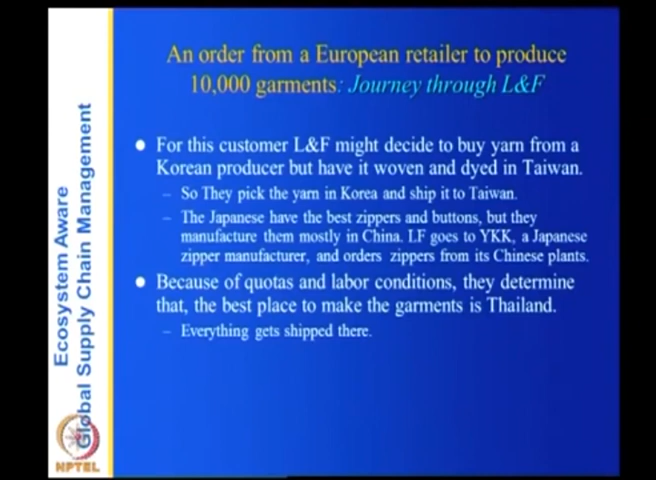 An order from a European retailer to produce
10,000 garments: Journey through L&F
● For this customer L&F might decide to buy yarn from a
Korean producer but have it woven and dyed in Taiwan.
– So They pick the yarn in Korea and ship it to Taiwan.
– The Japanese have the best zippers and buttons, but they
manufacture them mostly in China. LF goes to YKK, a Japanese
zipper manufacturer, and orders zippers from its Chinese plants.
● Because of quotas and labor conditions, they determine
that, the best place to make the garments is Thailand.
– Everything gets shipped there.
Ecosystem Aware
Global Supply Chain Management
NPTEL